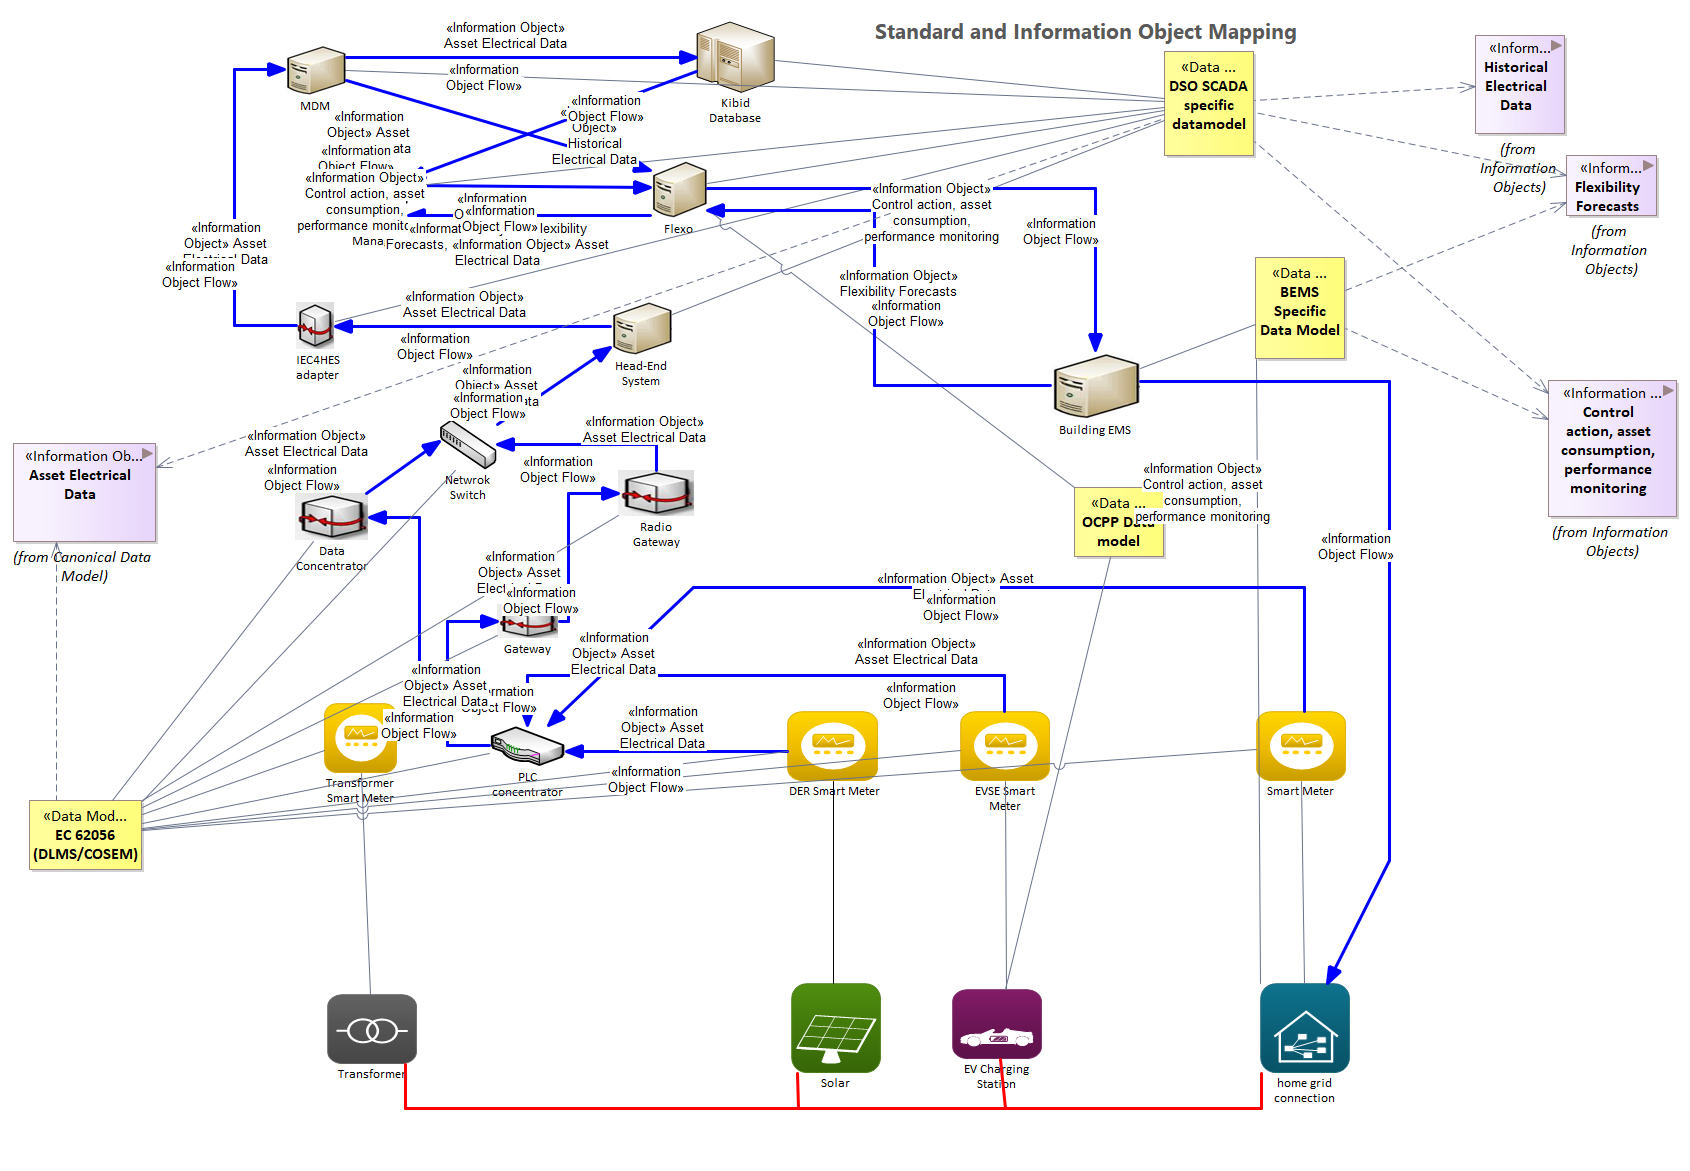 Standard and Information Object Mapping
«Information Object»
Asset Electrical Data
«Information
Object Flow»
MDM
Kibid
Database
«Information
Object Flow»
Object»
Historical
Electrical Data
«Information
Object» Asset
ata
«Information
Object Flow»
«Information Object»
Control action, asset
consumption,
performance monitc
Mana
Flexo
«Information
«Information
Object Flow»
lexibility
Forecasts, «Information Object» Asset
Electrical Data
«Information Object»
Control action, asset
consumption,
performance monitoring
«Information
Object Flow»
«Information Object»
Flexibility Forecasts
«Information
Object Flow»
«Data ...
DSO SCADA
specific
datamodel
«Inform...
Historical
Electrical
Data
(from
Information
Objects)
«Inform...
Flexibility
Forecasts
(from
Information
Objects)
«Data ...
BEMS
Specific
Data Model
«Information ...
Control
action, asset
consumption,
performance
monitoring
(from Information
Objects)
«Information
Object» Asset
Electrical Data
«Information
Object Flow»
IEC4HES
adapter
«Information Object»
Asset Electrical Data
«Information
Object Flow»
Head-End
System
«Information
Object» Asset
ata
«Information
Object Flow»
Building EMS
«Information Ob...
Asset Electrical
Data
(from Canonical Data
Model)
«Information Object»
Asset Electrical Data
«Information
Object Flow»
Netwrok
Switch
«Information Object»
Asset Electrical Data
«Information
Object Flow»
Data
Concentrator
Radio
Gateway
«Information Object»
Control action, asset
consumption,
performance monitoring
«Data ...
OCPP Data
model
«Information
Object Flow»
«Information
Object» Asset
«Information
Object Flow»
Gateway
«Information Object» Asset
«Information
Object Flow»
«Information
Object» Asset
Electrical Data
«Information Object»
Asset Electrical Data
«Information
Object Flow»
«Information
Object» Asset
Electrical Data
rmation
Object Flow»
«Information
Object Flow»
«Information
Object» Asset
Electrical Data
«Information
Object Flow»
Transformer
Smart Meter
PLC
concentrator
DER Smart Meter
EVSE Smart
Meter
Smart Meter
«Data Mod...
EC 62056
(DLMS/COSEM)
Transformer
Solar
EV Charging
Station
home grid
connection